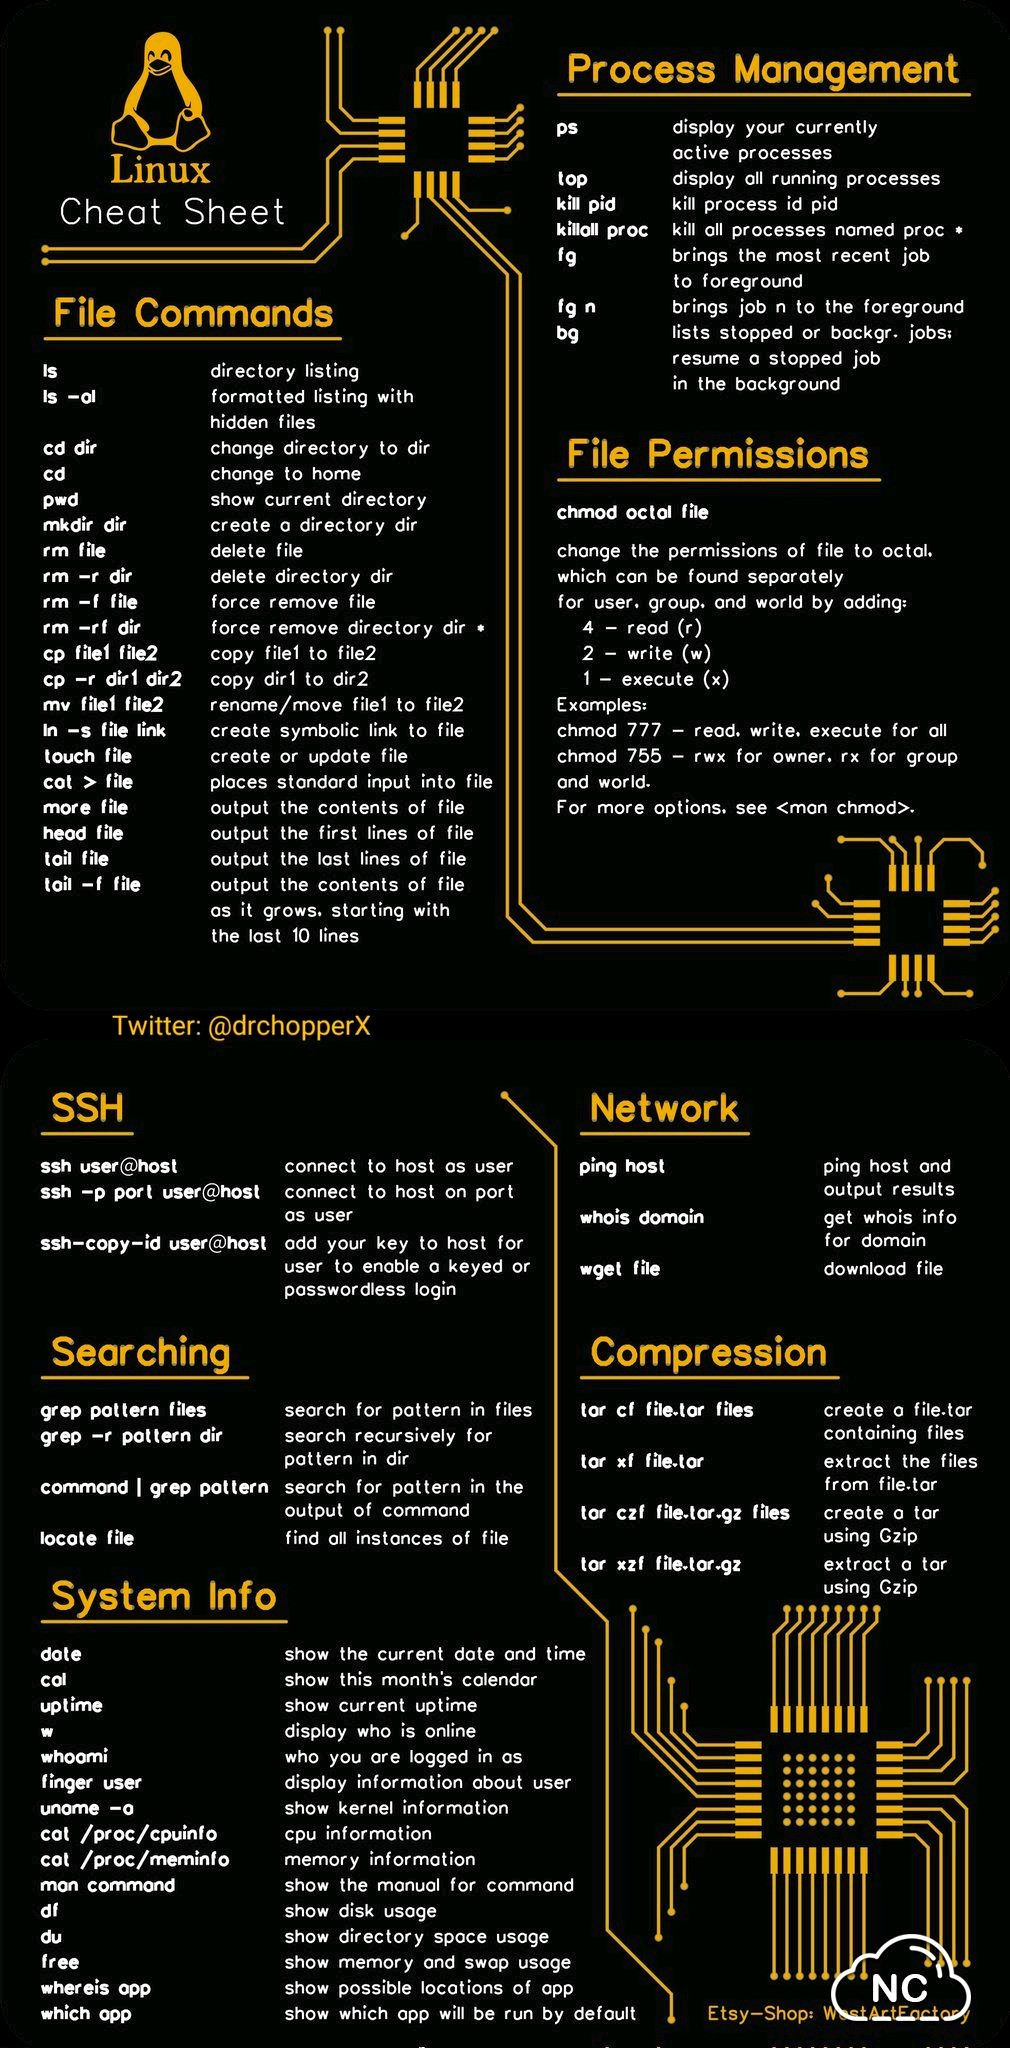 Linux
Cheat Sheet
File Commands
ls directory listing
ls -al formatted listing with
hidden files
cd dir change directory to dir
cd change to home
pwd show current directory
mkdir dir create a directory dir
rm file delete file
rm -r dir delete directory dir
rm -f file force remove file
rm -rf dir force remove directory dir *
cp file1 file2 copy file1 to file2
cp -r dir1 dir2 copy dir1 to dir2
mv file1 file2 rename/move file1 to file2
ln -s file link create symbolic link to file
touch file create or update file
cat > file places standard input into file
more file output the contents of file
head file output the first lines of file
tail file output the last lines of file
tail -f file output the contents of file
as it grows, starting with
the last 10 lines
Process Management
ps display your currently
active processes
top display all running processes
kill pid kill process id pid
killall proc kill all processes named proc *
fg brings the most recent job
to foreground
fg n brings job n to the foreground
bg lists stopped or backgr. jobs;
resume a stopped job
in the background
File Permissions
chmod octal file
change the permissions of file to octal,
which can be found separately
for user, group, and world by adding:
4 - read (r)
2 - write (w)
1 - execute (x)
Examples:
chmod 777 - read, write, execute for all
chmod 755 - rwx for owner, rx for group
and world.
For more options, see <man chmod>.
Twitter: @drchopperX
SSH
ssh user@host connect to host as user
ssh -p port user@host connect to host on port
as user
ssh-copy-id user@host add your key to host for
user to enable a keyed or
passwordless login
Searching
grep pattern files search for pattern in files
grep -r pattern dir search recursively for
pattern in dir
command | grep pattern search for pattern in the
output of command
locate file find all instances of file
System Info
date show the current date and time
cal show this month's calendar
uptime show current uptime
w display who is online
whoami who you are logged in as
finger user display information about user
uname -a show kernel information
cat /proc/cpuinfo cpu information
cat /proc/meminfo memory information
man command show the manual for command
df show disk usage
du show directory space usage
free show memory and swap usage
whereis app show possible locations of app
which app show which app will be run by default
Network
ping host ping host and
output results
whois domain get whois info
for domain
wget file download file
Compression
tar cf file.tar files create a file.tar
containing files
tar xf file.tar extract the files
from file.tar
tar czf file.tar.gz files create a tar
using Gzip
tar xzf file.tar.gz extract a tar
using Gzip
NC
Etsy-Shop: WestArtFactory